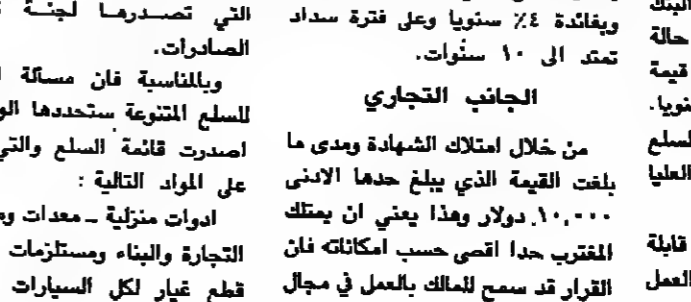 البنك
حالة
قيمة
سنويا.
السلع
العليا
قابلة
العمل
وبفائدة ٤٪ سنويا وعلى فترة سداد
تمتد الى ١٠ سنوات.
الجانب التجاري
من خلال امتلاك الشهادة ومدى ما
بلغت القيمة الذي يبلغ حدها الادنى
١٠,٠٠٠ دولار وهذا يعني ان يمتلك
المغترب حدا اقصى حسب امكاناته فان
القرار قد سمح للمالك بالعمل في مجال
التي تصدرها لجنة
الصادرات.
وبالمناسبة فان مسألة
للسلع المتنوعة ستحددها
اصدرت قائمة السلع والتي
على المواد التالية :
ادوات منزلية ـ معدات
التجارة والبناء ومستلزمات
قطع غيار لكل السيارات